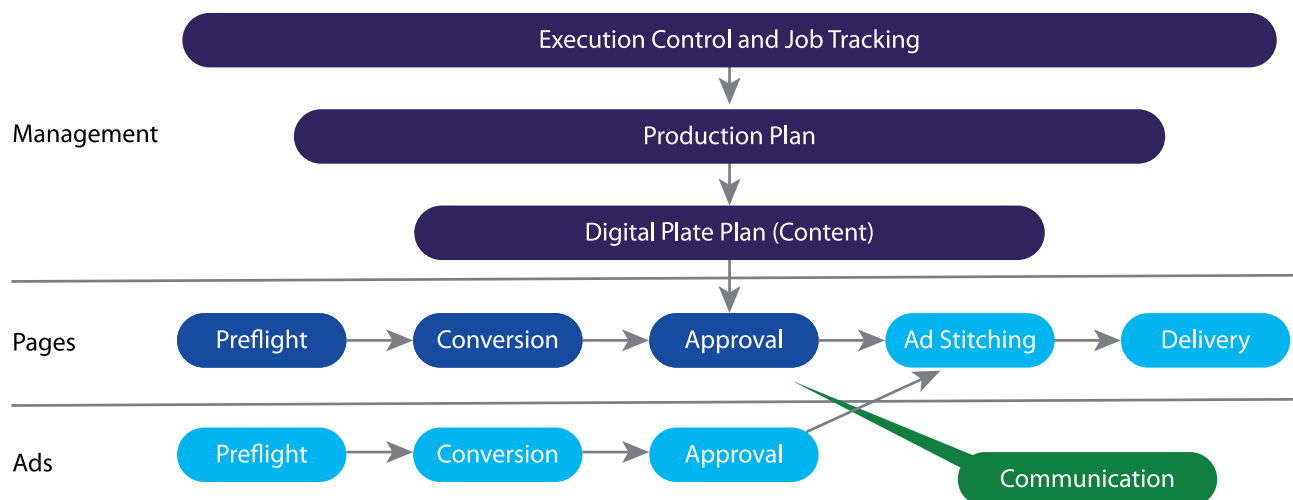 Execution Control and Job Tracking
Management
Production Plan
Digital Plate Plan (Content)
Pages
Preflight
Conversion
Approval
Ad Stitching
Delivery
Ads
Preflight
Conversion
Approval
Communication